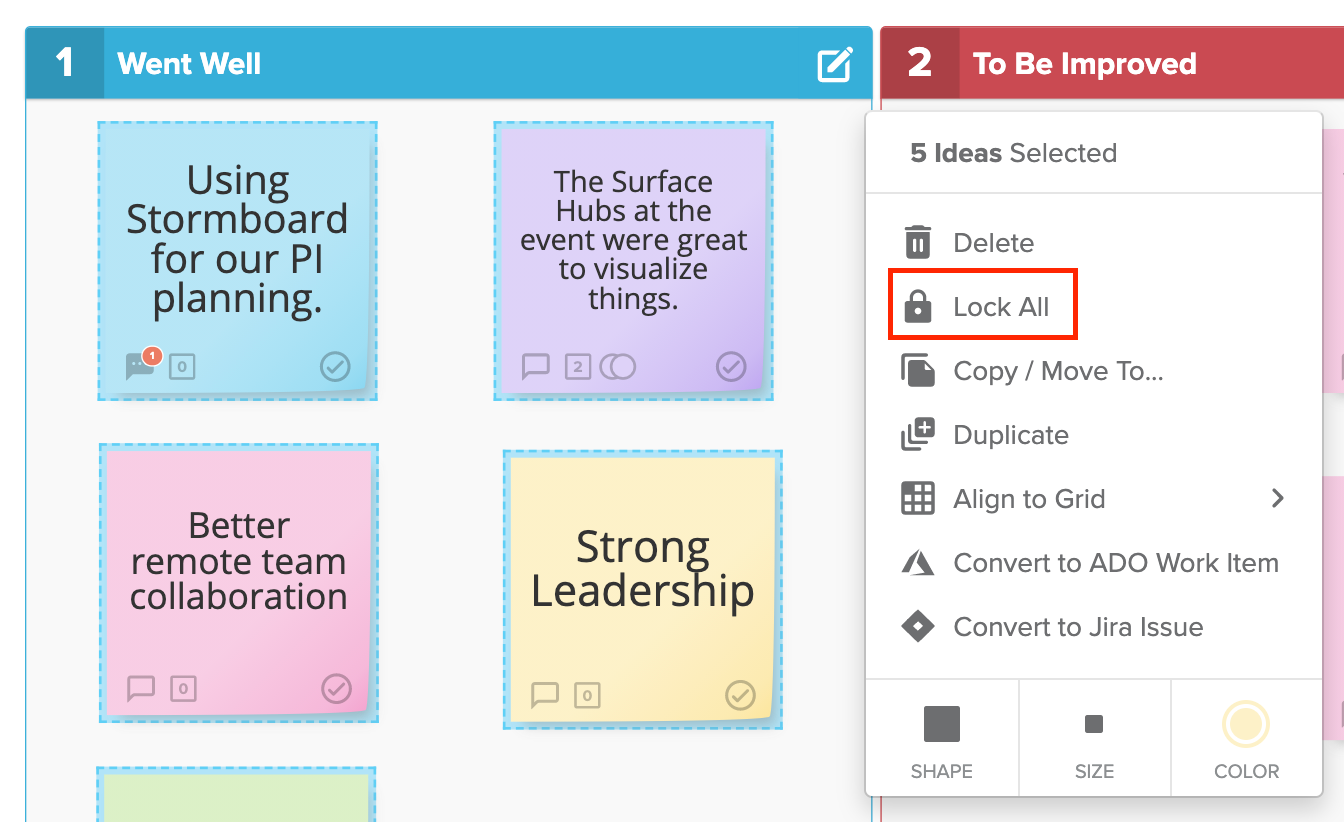 1 Went Well
2 To Be Improved
Using
Stormboard
for our PI
planning.
1
0
The Surface
Hubs at the
event were great
to visualize
things.
2
Better
remote team
collaboration
0
Strong
Leadership
0
5 Ideas Selected
Delete
Lock All
Copy / Move To...
Duplicate
Align to Grid
Convert to ADO Work Item
Convert to Jira Issue
SHAPE
SIZE
COLOR